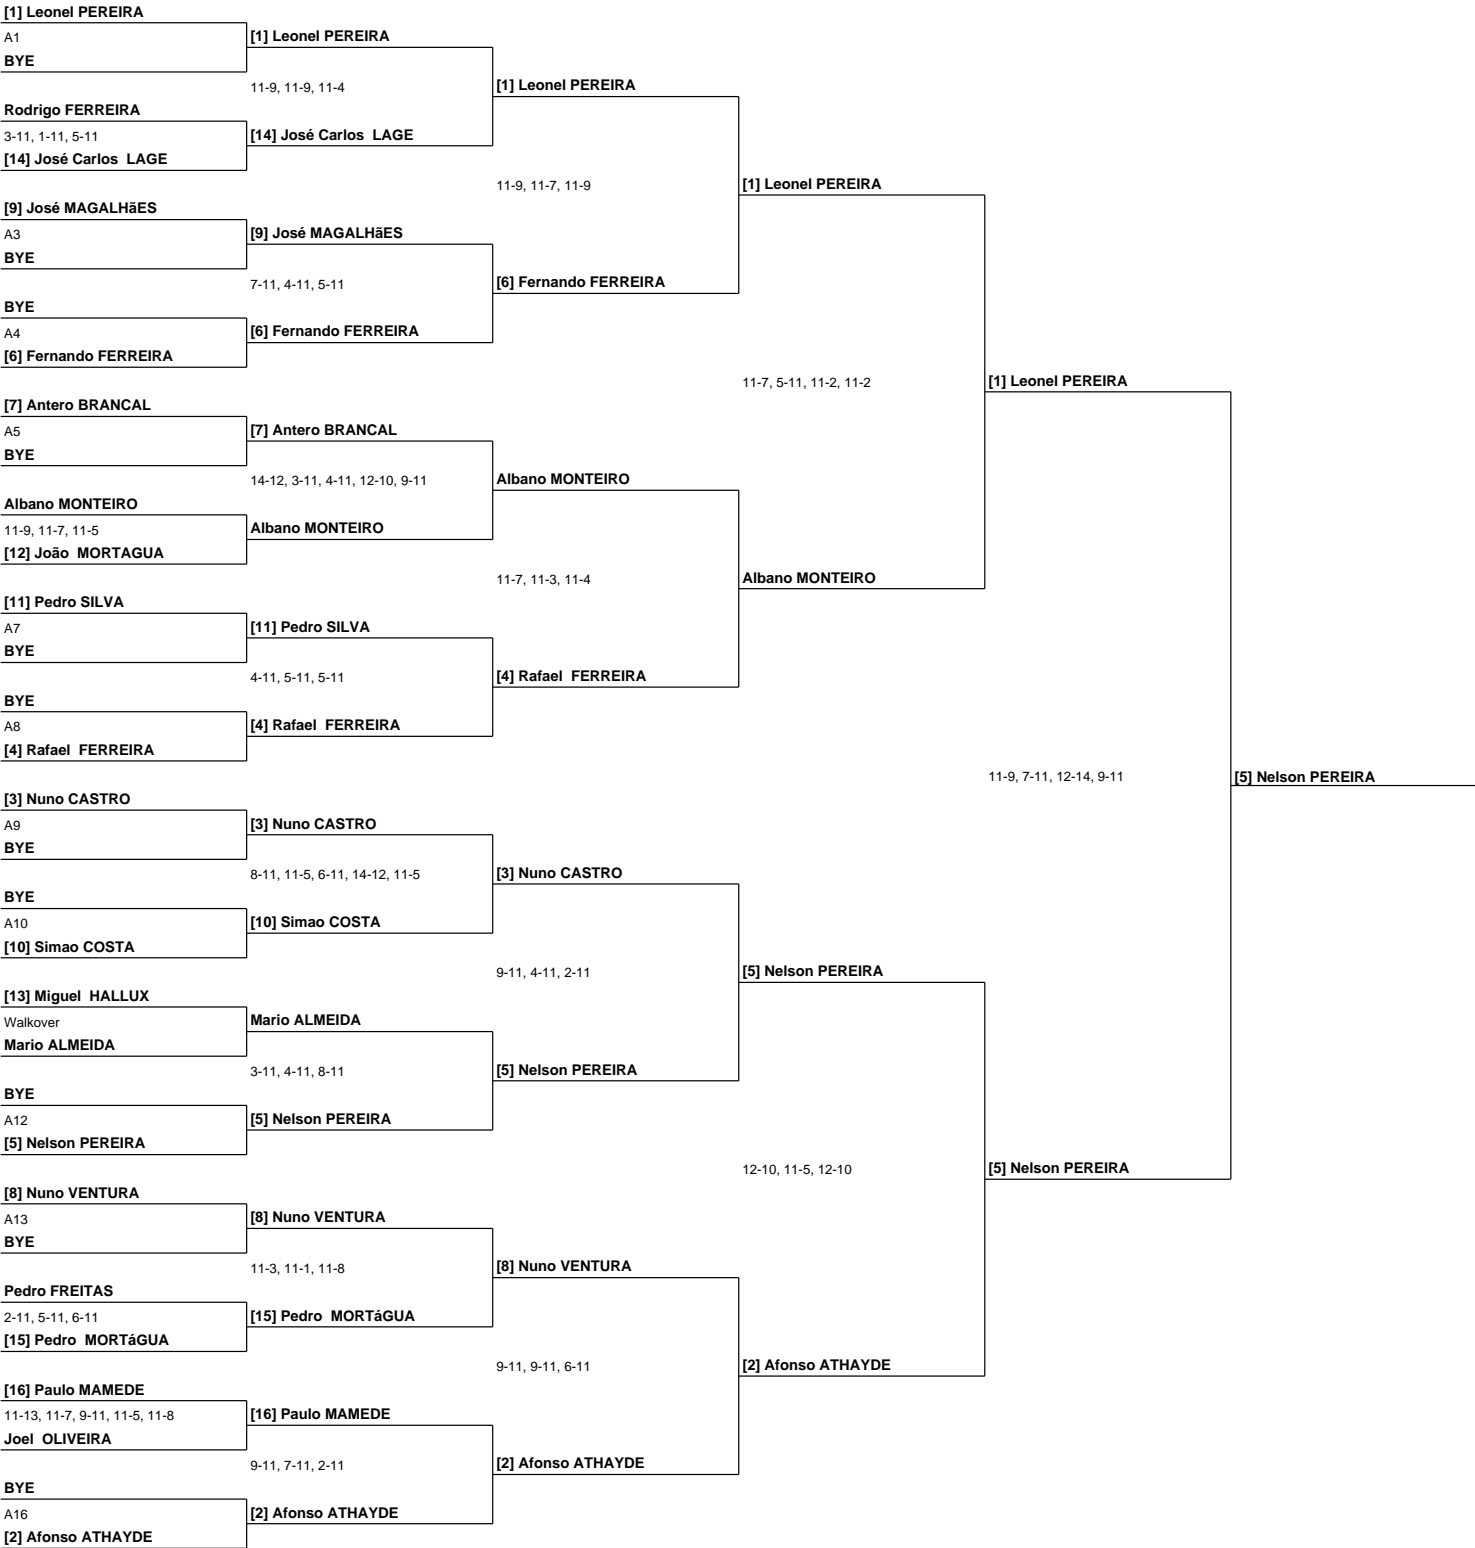 [1] Leonel PEREIRA
A1
BYE
Rodrigo FERREIRA
3-11, 1-11, 5-11
[14] José Carlos  LAGE
[9] José MAGALHãES
A3
BYE
BYE
A4
[6] Fernando FERREIRA
[7] Antero BRANCAL
A5
BYE
Albano MONTEIRO
11-9, 11-7, 11-5
[12] João  MORTAGUA
[11] Pedro SILVA
A7
BYE
BYE
A8
[4] Rafael  FERREIRA
[3] Nuno CASTRO
A9
BYE
BYE
A10
[10] Simao COSTA
[13] Miguel  HALLUX
Walkover
Mario ALMEIDA
BYE
A12
[5] Nelson PEREIRA
[8] Nuno VENTURA
A13
BYE
Pedro FREITAS
2-11, 5-11, 6-11
[15] Pedro  MORTáGUA
[16] Paulo MAMEDE
11-13, 11-7, 9-11, 11-5, 11-8
Joel  OLIVEIRA
BYE
A16
[2] Afonso ATHAYDE
[1] Leonel PEREIRA
11-9, 11-9, 11-4
[14] José Carlos  LAGE
[9] José MAGALHãES
7-11, 4-11, 5-11
[6] Fernando FERREIRA
[7] Antero BRANCAL
14-12, 3-11, 4-11, 12-10, 9-11
Albano MONTEIRO
[11] Pedro SILVA
4-11, 5-11, 5-11
[4] Rafael  FERREIRA
[3] Nuno CASTRO
8-11, 11-5, 6-11, 14-12, 11-5
[10] Simao COSTA
Mario ALMEIDA
3-11, 4-11, 8-11
[5] Nelson PEREIRA
[8] Nuno VENTURA
11-3, 11-1, 11-8
[15] Pedro  MORTáGUA
[16] Paulo MAMEDE
9-11, 7-11, 2-11
[2] Afonso ATHAYDE
[1] Leonel PEREIRA
11-9, 11-7, 11-9
[6] Fernando FERREIRA
Albano MONTEIRO
11-7, 11-3, 11-4
[4] Rafael  FERREIRA
[3] Nuno CASTRO
9-11, 4-11, 2-11
[5] Nelson PEREIRA
[8] Nuno VENTURA
9-11, 9-11, 6-11
[2] Afonso ATHAYDE
[1] Leonel PEREIRA
11-7, 5-11, 11-2, 11-2
Albano MONTEIRO
[5] Nelson PEREIRA
12-10, 11-5, 12-10
[2] Afonso ATHAYDE
[1] Leonel PEREIRA
11-9, 7-11, 12-14, 9-11
[5] Nelson PEREIRA
[5] Nelson PEREIRA